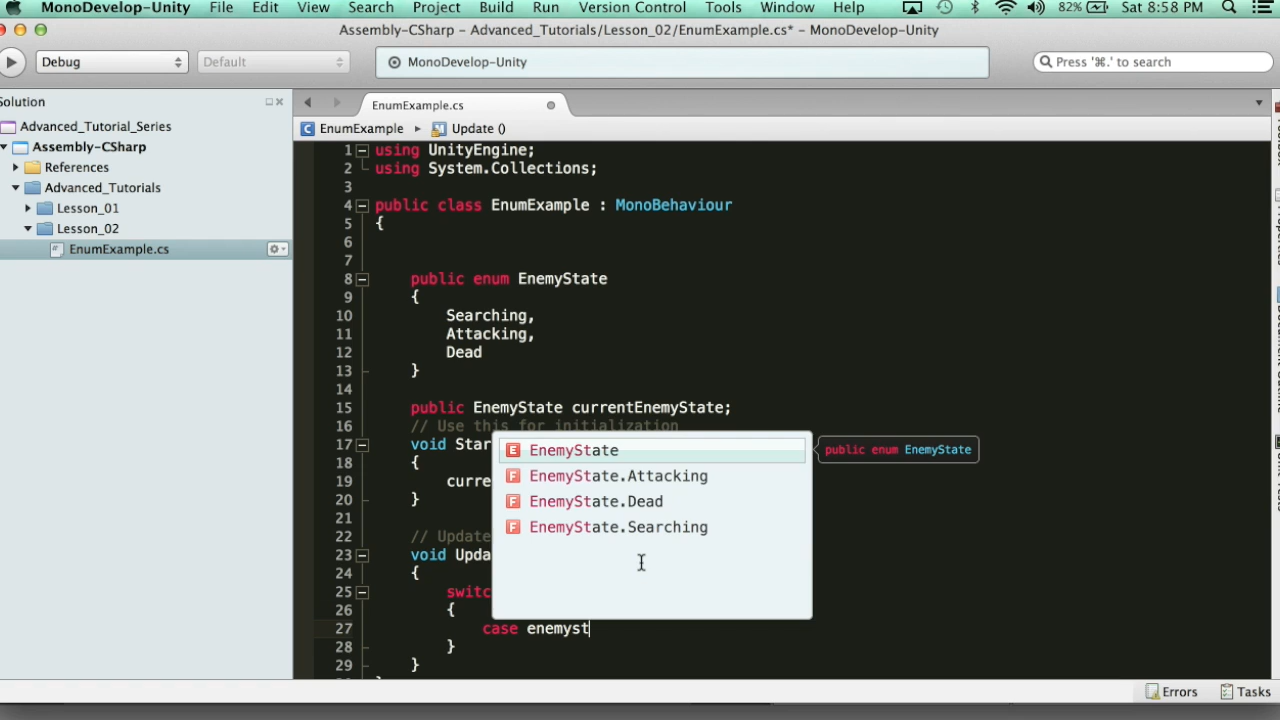 MonoDevelop-Unity File Edit View Search Project Build Run Version Control Tools Window Help 82% Sat 8:58 PM
Assembly-CSharp – Advanced_Tutorials/Lesson_02/EnumExample.cs* – MonoDevelop-Unity
Debug Default MonoDevelop-Unity Press '⌘.' to search
Solution EnumExample.cs
EnumExample Update ()
Advanced_Tutorial_Series
Assembly-CSharp
References
Advanced_Tutorials
Lesson_01
Lesson_02
EnumExample.cs
1 using UnityEngine;
2 using System.Collections;
3
4 public class EnumExample : MonoBehaviour
5 {
6
7
8 public enum EnemyState
9 {
10 Searching,
11 Attacking,
12 Dead
13 }
14
15 public EnemyState currentEnemyState;
16 // Use this for initialization
17 void Star
18 {
19 curre
20 }
21
22 // Update
23 void Upda
24 {
25 switc
26 {
27 case enemyst
28 }
29 }
EnemyState
EnemyState.Attacking
EnemyState.Dead
EnemyState.Searching
public enum EnemyState
Errors Tasks